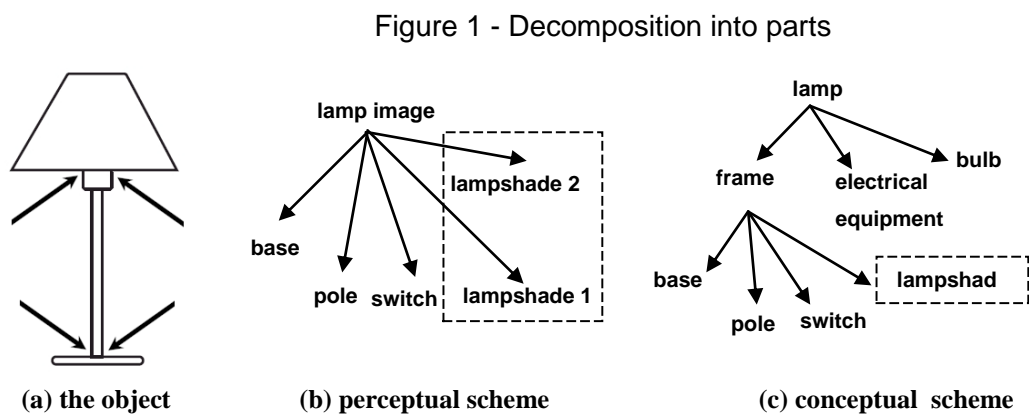 Figure 1 - Decomposition into parts
lamp image
lampshade 2
base
pole
switch
lampshade 1
lamp
frame
electrical
equipment
bulb
base
pole
switch
lampshad
(a) the object
(b) perceptual scheme
(c) conceptual scheme